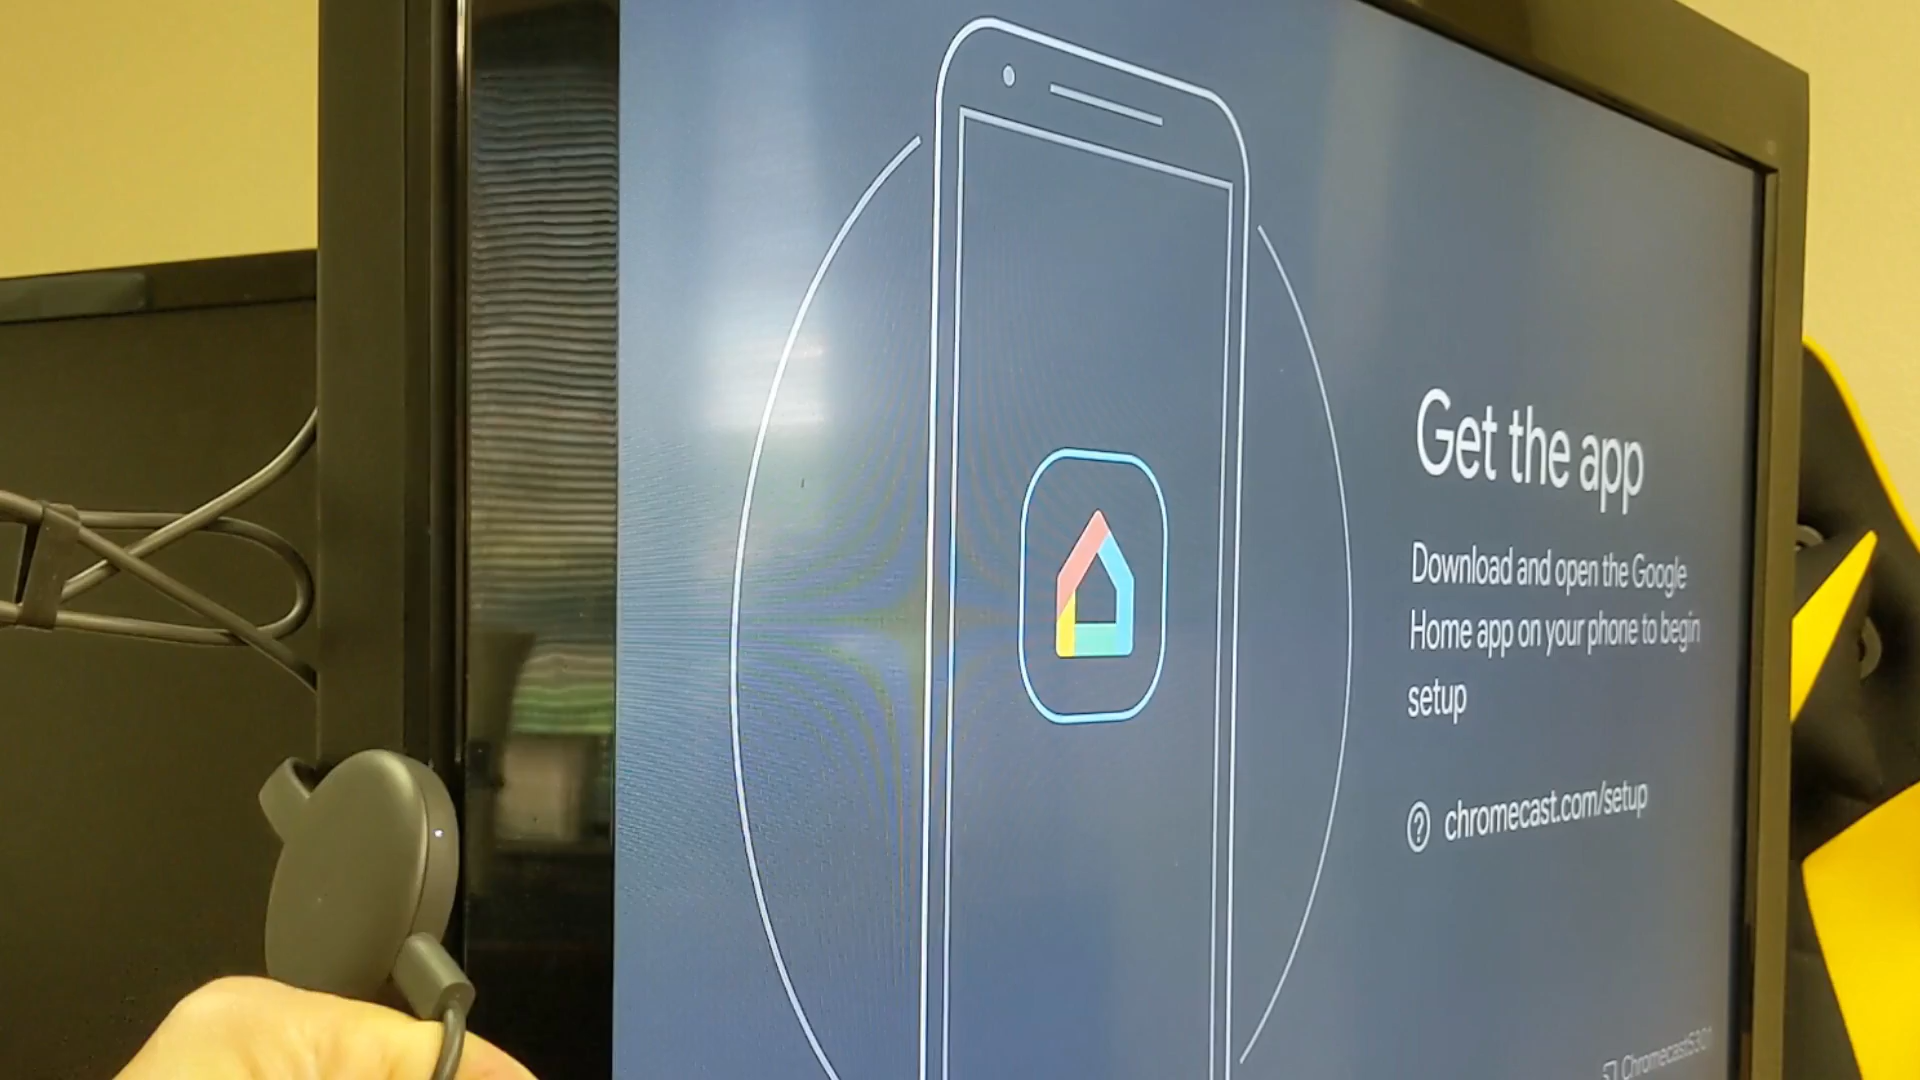 Get the app
Download and open the Google
Home app on your phone to begin
setup
? chromecast.com/setup
Chromecast5301